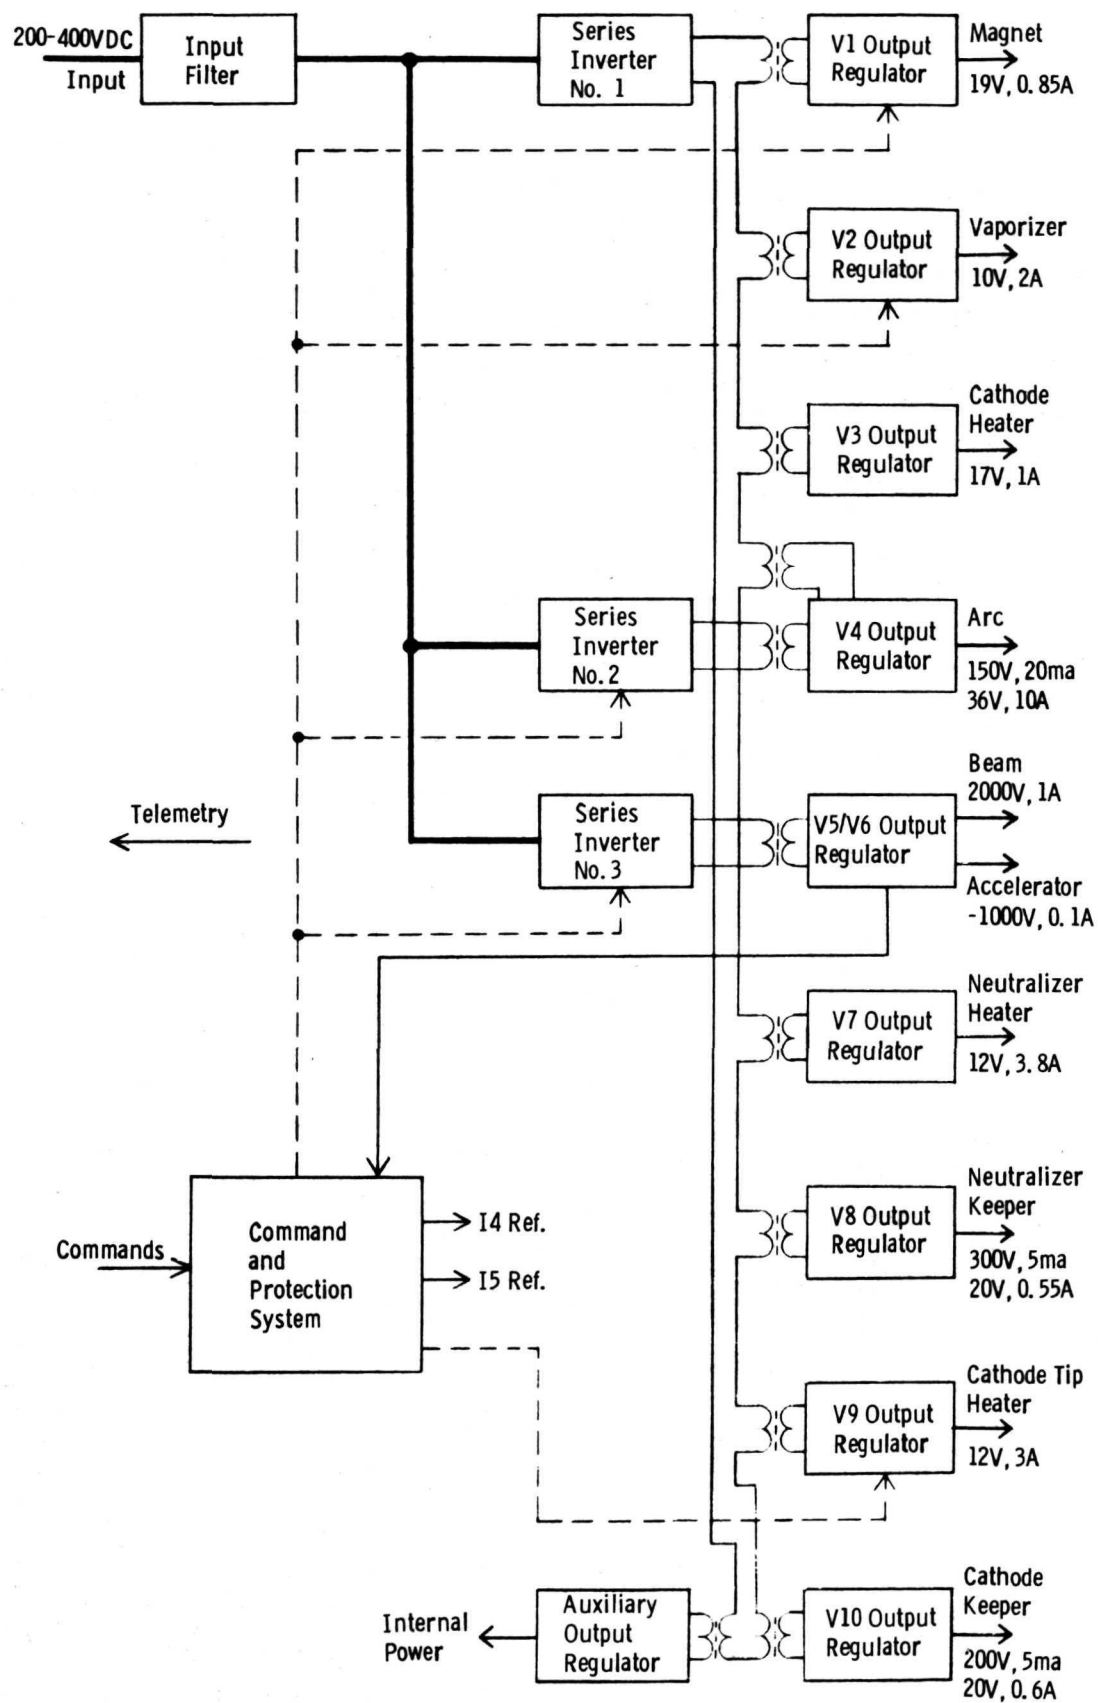 200-400VDC
Input
Input
Filter
Series
Inverter
No. 1
V1 Output
Regulator
Magnet
19V, 0.85A
V2 Output
Regulator
Vaporizer
10V, 2A
V3 Output
Regulator
Cathode
Heater
17V, 1A
Series
Inverter
No. 2
V4 Output
Regulator
Arc
150V, 20ma
36V, 10A
Telemetry
Series
Inverter
No. 3
V5/V6 Output
Regulator
Beam
2000V, 1A
Accelerator
-1000V, 0.1A
V7 Output
Regulator
Neutralizer
Heater
12V, 3.8A
Commands
Command
and
Protection
System
I4 Ref.
I5 Ref.
V8 Output
Regulator
Neutralizer
Keeper
300V, 5ma
20V, 0.55A
V9 Output
Regulator
Cathode Tip
Heater
12V, 3A
Internal
Power
Auxiliary
Output
Regulator
V10 Output
Regulator
Cathode
Keeper
200V, 5ma
20V, 0.6A